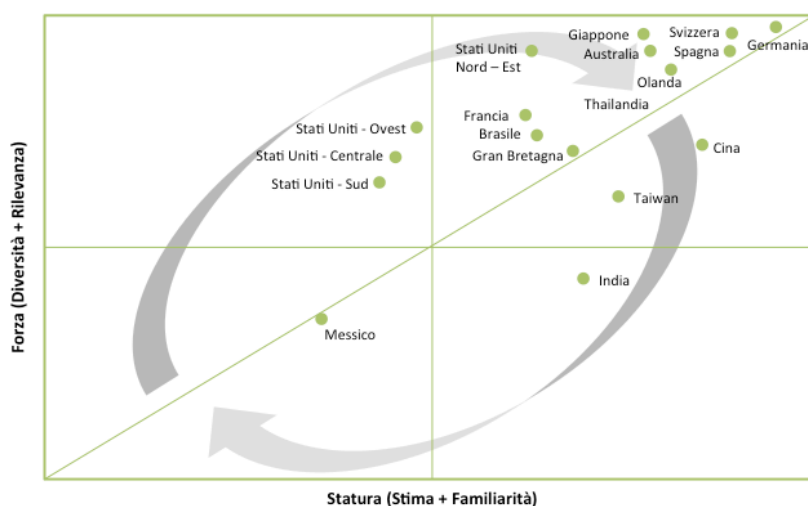 Giappone
Svizzera
Germania
Stati Uniti
Nord – Est
Australia
Spagna
Olanda
Thailandia
Francia
Stati Uniti - Ovest
Brasile
Gran Bretagna
Cina
Stati Uniti - Centrale
Stati Uniti - Sud
Taiwan
India
Messico
Forza (Diversità + Rilevanza)
Statura (Stima + Familiarità)